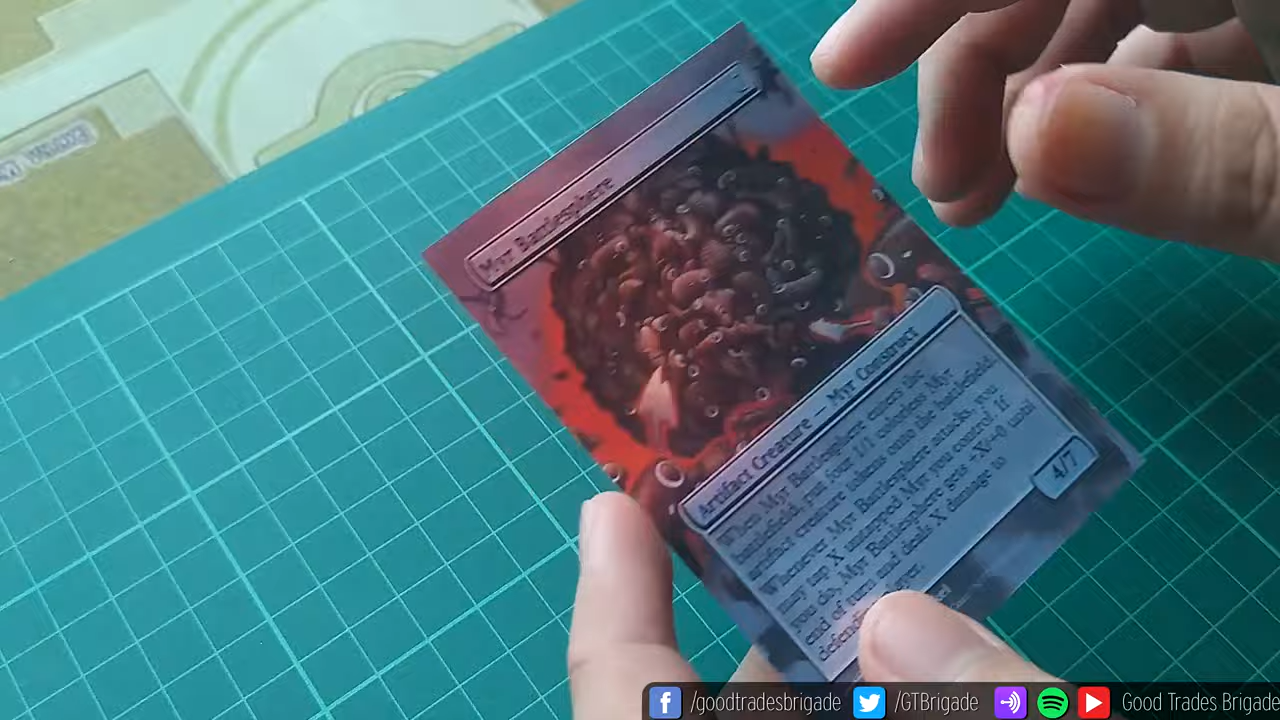 Myr Battlesphere
Artifact Creature — Myr Construct
When Myr Battlesphere enters the
battlefield, put four 1/1 colorless Myr
artifact creature tokens onto the battlefield.
Whenever Myr Battlesphere attacks, you
may tap X untapped Myr you control. If
you do, Myr Battlesphere gets +X/+0 until
end of turn and deals X damage to
4/7
/goodtradesbrigade
/GTBrigade
Good Trades Brigade